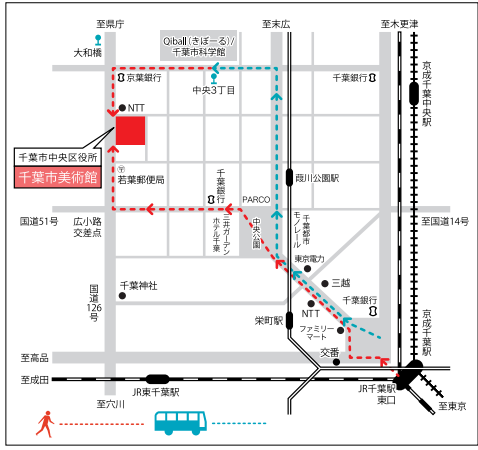 至県庁
至末広
至木更津
Qiball(きぼーる)/
千葉市科学館
大和橋
京葉銀行
中央3丁目
千葉銀行
京成千葉中央駅
NTT
千葉市中央区役所
千葉市美術館
若葉郵便局
千葉銀行
葭川公園駅
PARCO
国道51号
広小路
交差点
三井ガーデン
ホテル千葉
中央公園
千葉都市
モノレール
至国道14号
東京電力
三越
国道126号
千葉神社
千葉銀行
NTT
栄町駅
ファミリー
マート
京成千葉駅
交番
至高品
至成田
JR東千葉駅
JR千葉駅
東口
至穴川
至東京